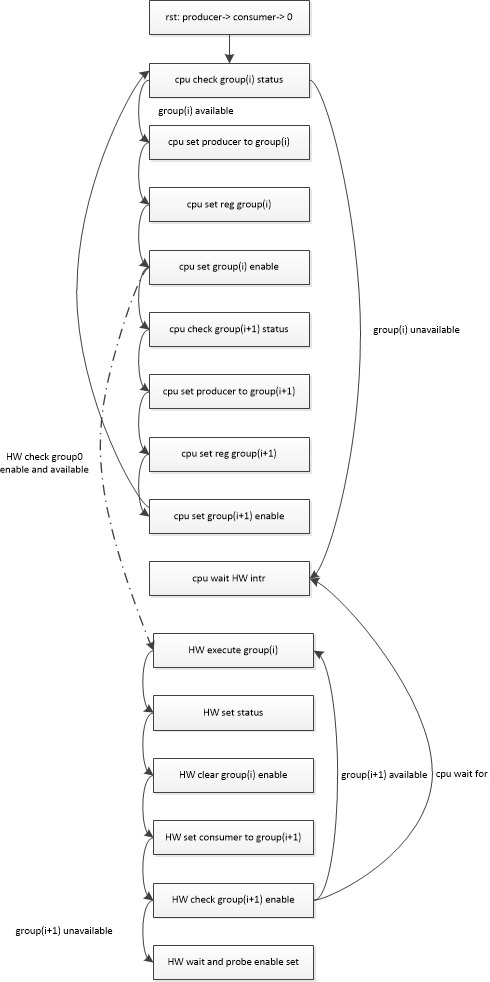 rst: producer-> consumer-> 0
cpu check group(i) status
group(i) available
cpu set producer to group(i)
cpu set reg group(i)
cpu set group(i) enable
cpu check group(i+1) status
group(i) unavailable
cpu set producer to group(i+1)
cpu set reg group(i+1)
HW check group0
enable and available
cpu set group(i+1) enable
cpu wait HW intr
HW execute group(i)
HW set status
HW clear group(i) enable
group(i+1) available
cpu wait for
HW set consumer to group(i+1)
HW check group(i+1) enable
group(i+1) unavailable
HW wait and probe enable set